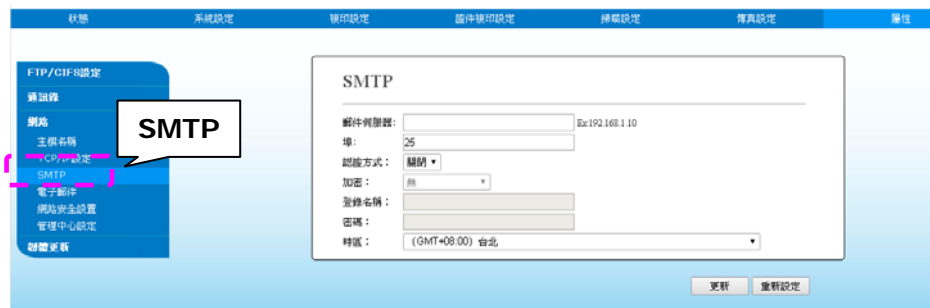 狀態 系統設定 複印設定 證件複印設定 掃瞄設定 傳真設定 屬性
FTP/CIFS設定
通訊錄
網路
主機名稱
TCP/IP設定
SMTP
電子郵件
網路安全設置
管理中心設定
韌體更新
SMTP
SMTP
郵件伺服器: Ex:192.168.1.10
埠: 25
認證方式: 關閉
加密: 無
登錄名稱:
密碼:
時區: (GMT+08:00) 台北
更新 重新設定